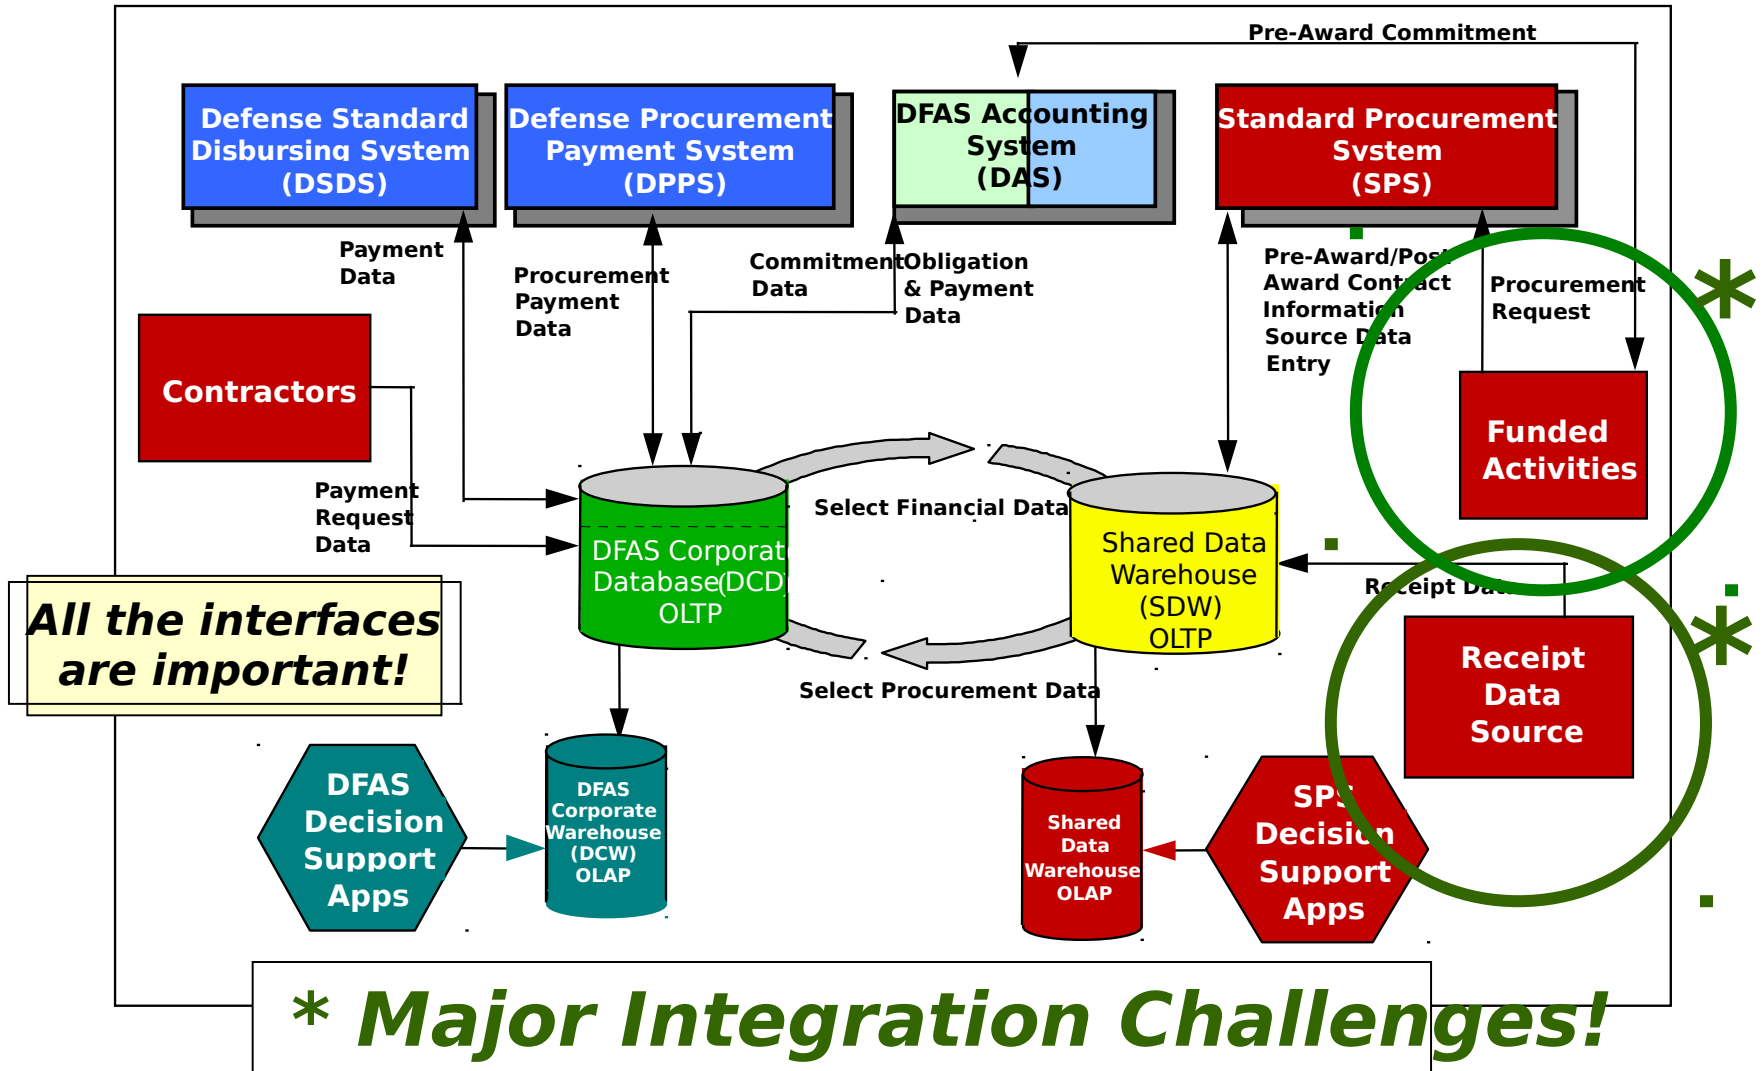 Pre-Award Commitment
Defense Standard
Disbursing System
(DSDS)
Defense Procurement
Payment System
(DPPS)
DFAS Accounting
System
(DAS)
Standard Procurement
System
(SPS)
Payment
Data
Procurement
Payment
Data
Commitment
Data
Obligation
& Payment
Data
Pre-Award/Post
Award Contract
Information
Source Data
Entry
Procurement
Request
*
Contractors
Funded
Activities
Payment
Request
Data
Select Financial Data
DFAS Corporate
Database(DCD)
OLTP
Shared Data
Warehouse
(SDW)
OLTP
Receipt Data
*
All the interfaces
are important!
Receipt
Data
Source
Select Procurement Data
DFAS
Decision
Support
Apps
DFAS
Corporate
Warehouse
(DCW)
OLAP
Shared
Data
Warehouse
OLAP
SPS
Decision
Support
Apps
* Major Integration Challenges!